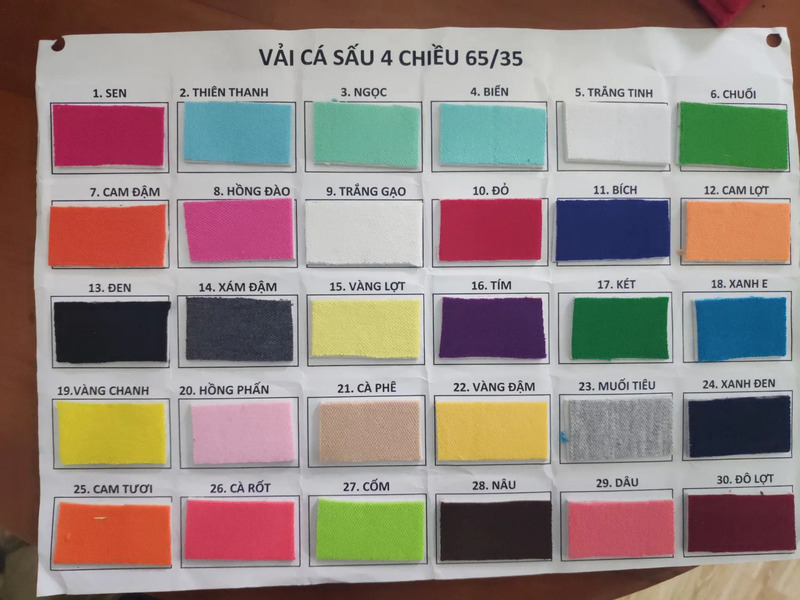 VẢI CÁ SẤU 4 CHIỀU 65/35
1. SEN
2. THIÊN THANH
3. NGỌC
4. BIỂN
5. TRẮNG TINH
6. CHUỐI
7. CAM ĐẬM
8. HỒNG ĐÀO
9. TRẮNG GẠO
10. ĐỎ
11. BÍCH
12. CAM LỢT
13. ĐEN
14. XÁM ĐẬM
15. VÀNG LỢT
16. TÍM
17. KÉT
18. XANH E
19.VÀNG CHANH
20. HỒNG PHẤN
21. CÀ PHÊ
22. VÀNG ĐẬM
23. MUỐI TIÊU
24. XANH ĐEN
25. CAM TƯƠI
26. CÀ RỐT
27. CỐM
28. NÂU
29. DÂU
30. ĐÔ LỢT